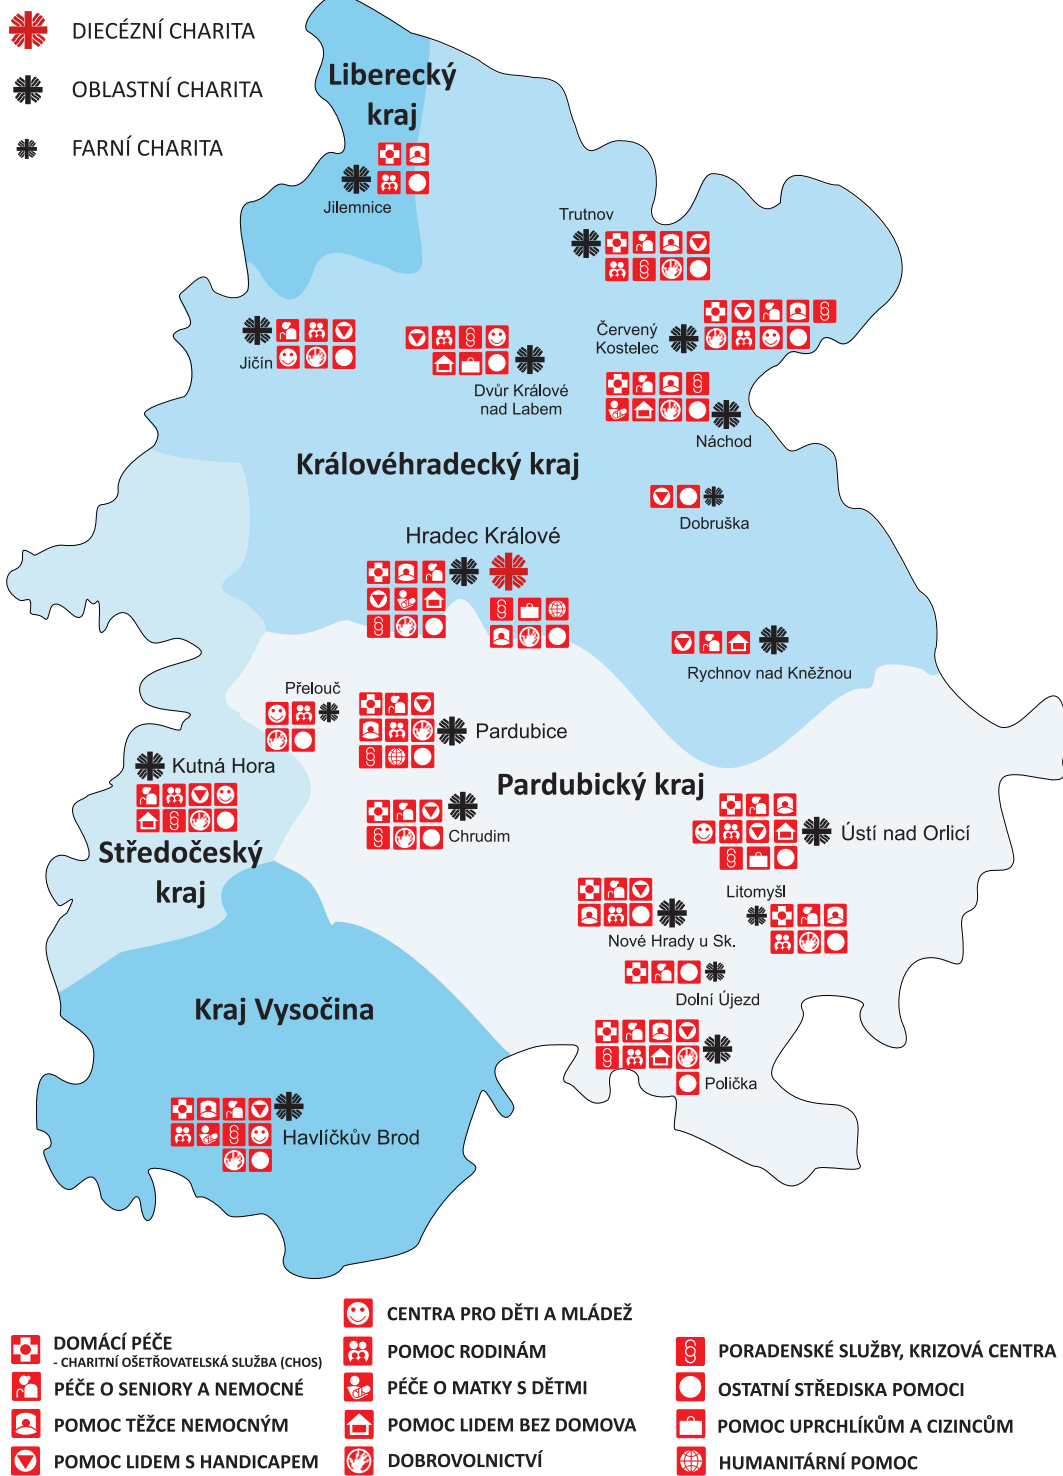 DIECÉZNÍ CHARITA
OBLASTNÍ CHARITA
FARNÍ CHARITA
Liberecký
kraj
Jilemnice
Trutnov
Jičín
Dvůr Králové
nad Labem
Červený
Kostelec
Náchod
Královéhradecký kraj
Dobruška
Hradec Králové
Rychnov nad Kněžnou
Přelouč
Pardubice
Kutná Hora
Pardubický kraj
Chrudim
Ústí nad Orlicí
Středočeský
kraj
Litomyšl
Nové Hrady u Sk.
Dolní Újezd
Kraj Vysočina
Polička
Havlíčkův Brod
DOMÁCÍ PÉČE
- CHARITNÍ OŠETŘOVATELSKÁ SLUŽBA (CHOS)
PÉČE O SENIORY A NEMOCNÉ
POMOC TĚŽCE NEMOCNÝM
POMOC LIDEM S HANDICAPEM
CENTRA PRO DĚTI A MLÁDEŽ
POMOC RODINÁM
PÉČE O MATKY S DĚTMI
POMOC LIDEM BEZ DOMOVA
DOBROVOLNICTVÍ
PORADENSKÉ SLUŽBY, KRIZOVÁ CENTRA
OSTATNÍ STŘEDISKA POMOCI
POMOC UPRCHLÍKŮM A CIZINCŮM
HUMANITÁRNÍ POMOC